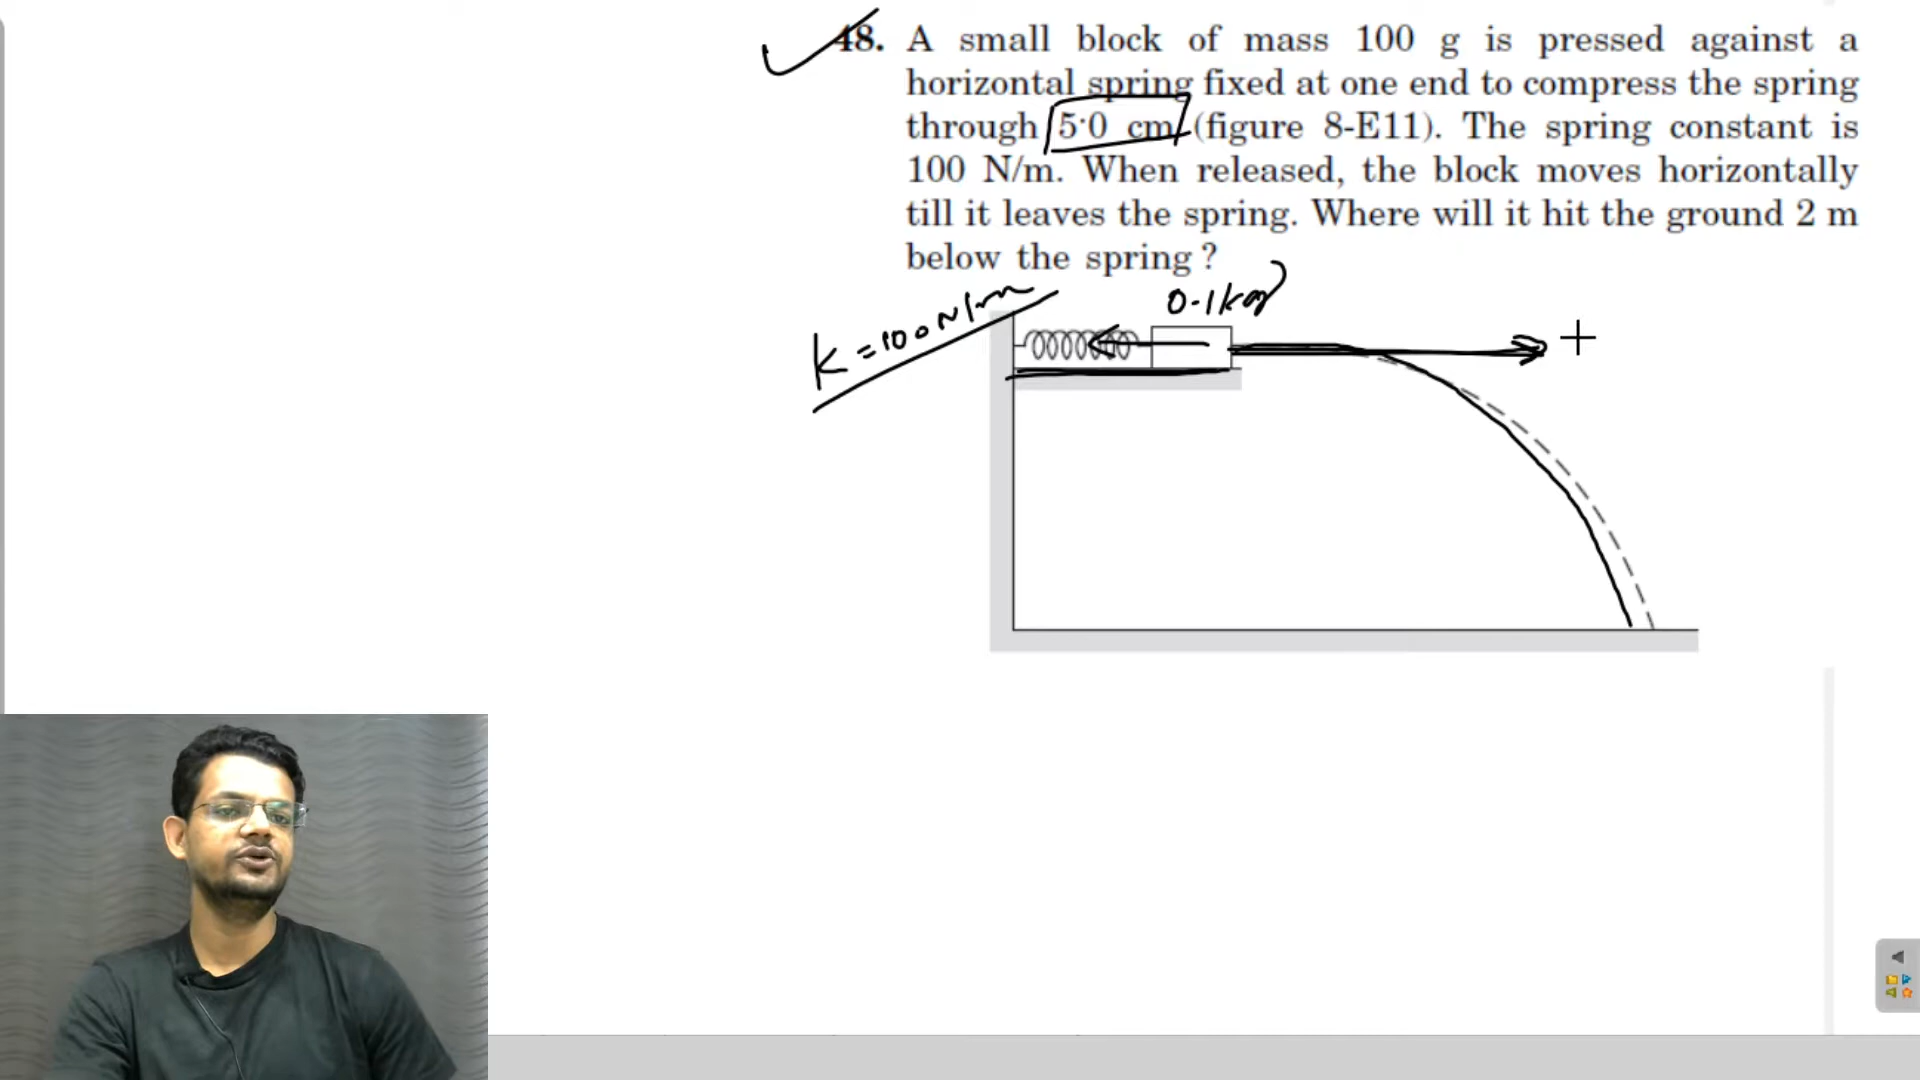 48. A small block of mass 100 g is pressed against a
horizontal spring fixed at one end to compress the spring
through 5·0 cm (figure 8-E11). The spring constant is
100 N/m. When released, the block moves horizontally
till it leaves the spring. Where will it hit the ground 2 m
below the spring ?
0.1kg
K = 100 N/m
+